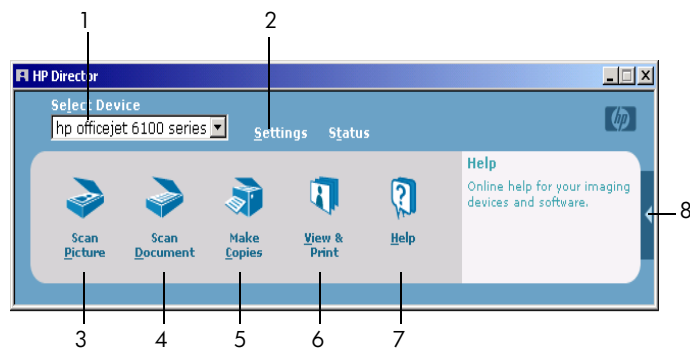 1
2
HP Director
Select Device
hp officejet 6100 series
Settings
Status
hp
Help
Online help for your imaging
devices and software.
8
Scan
Picture
Scan
Document
Make
Copies
View &
Print
Help
3
4
5
6
7